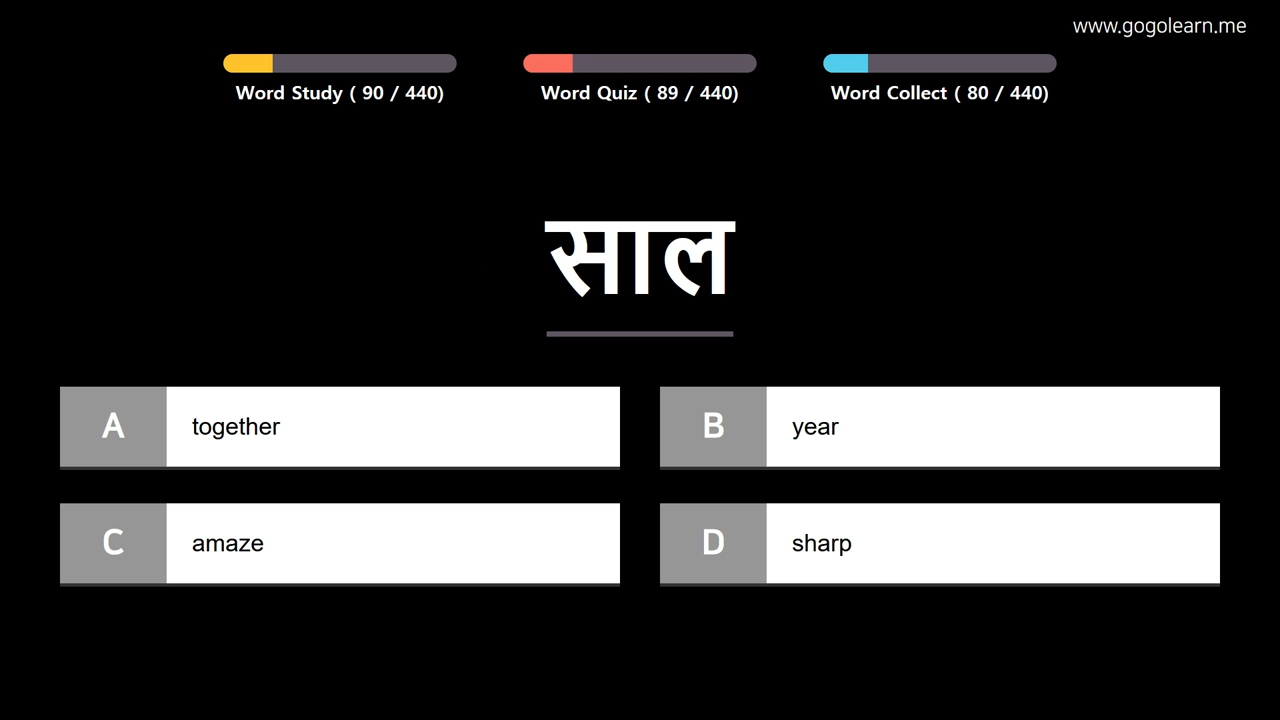 www.gogolearn.me
Word Study ( 90 / 440)
Word Quiz ( 89 / 440)
Word Collect ( 80 / 440)
साल
A together
B year
C amaze
D sharp